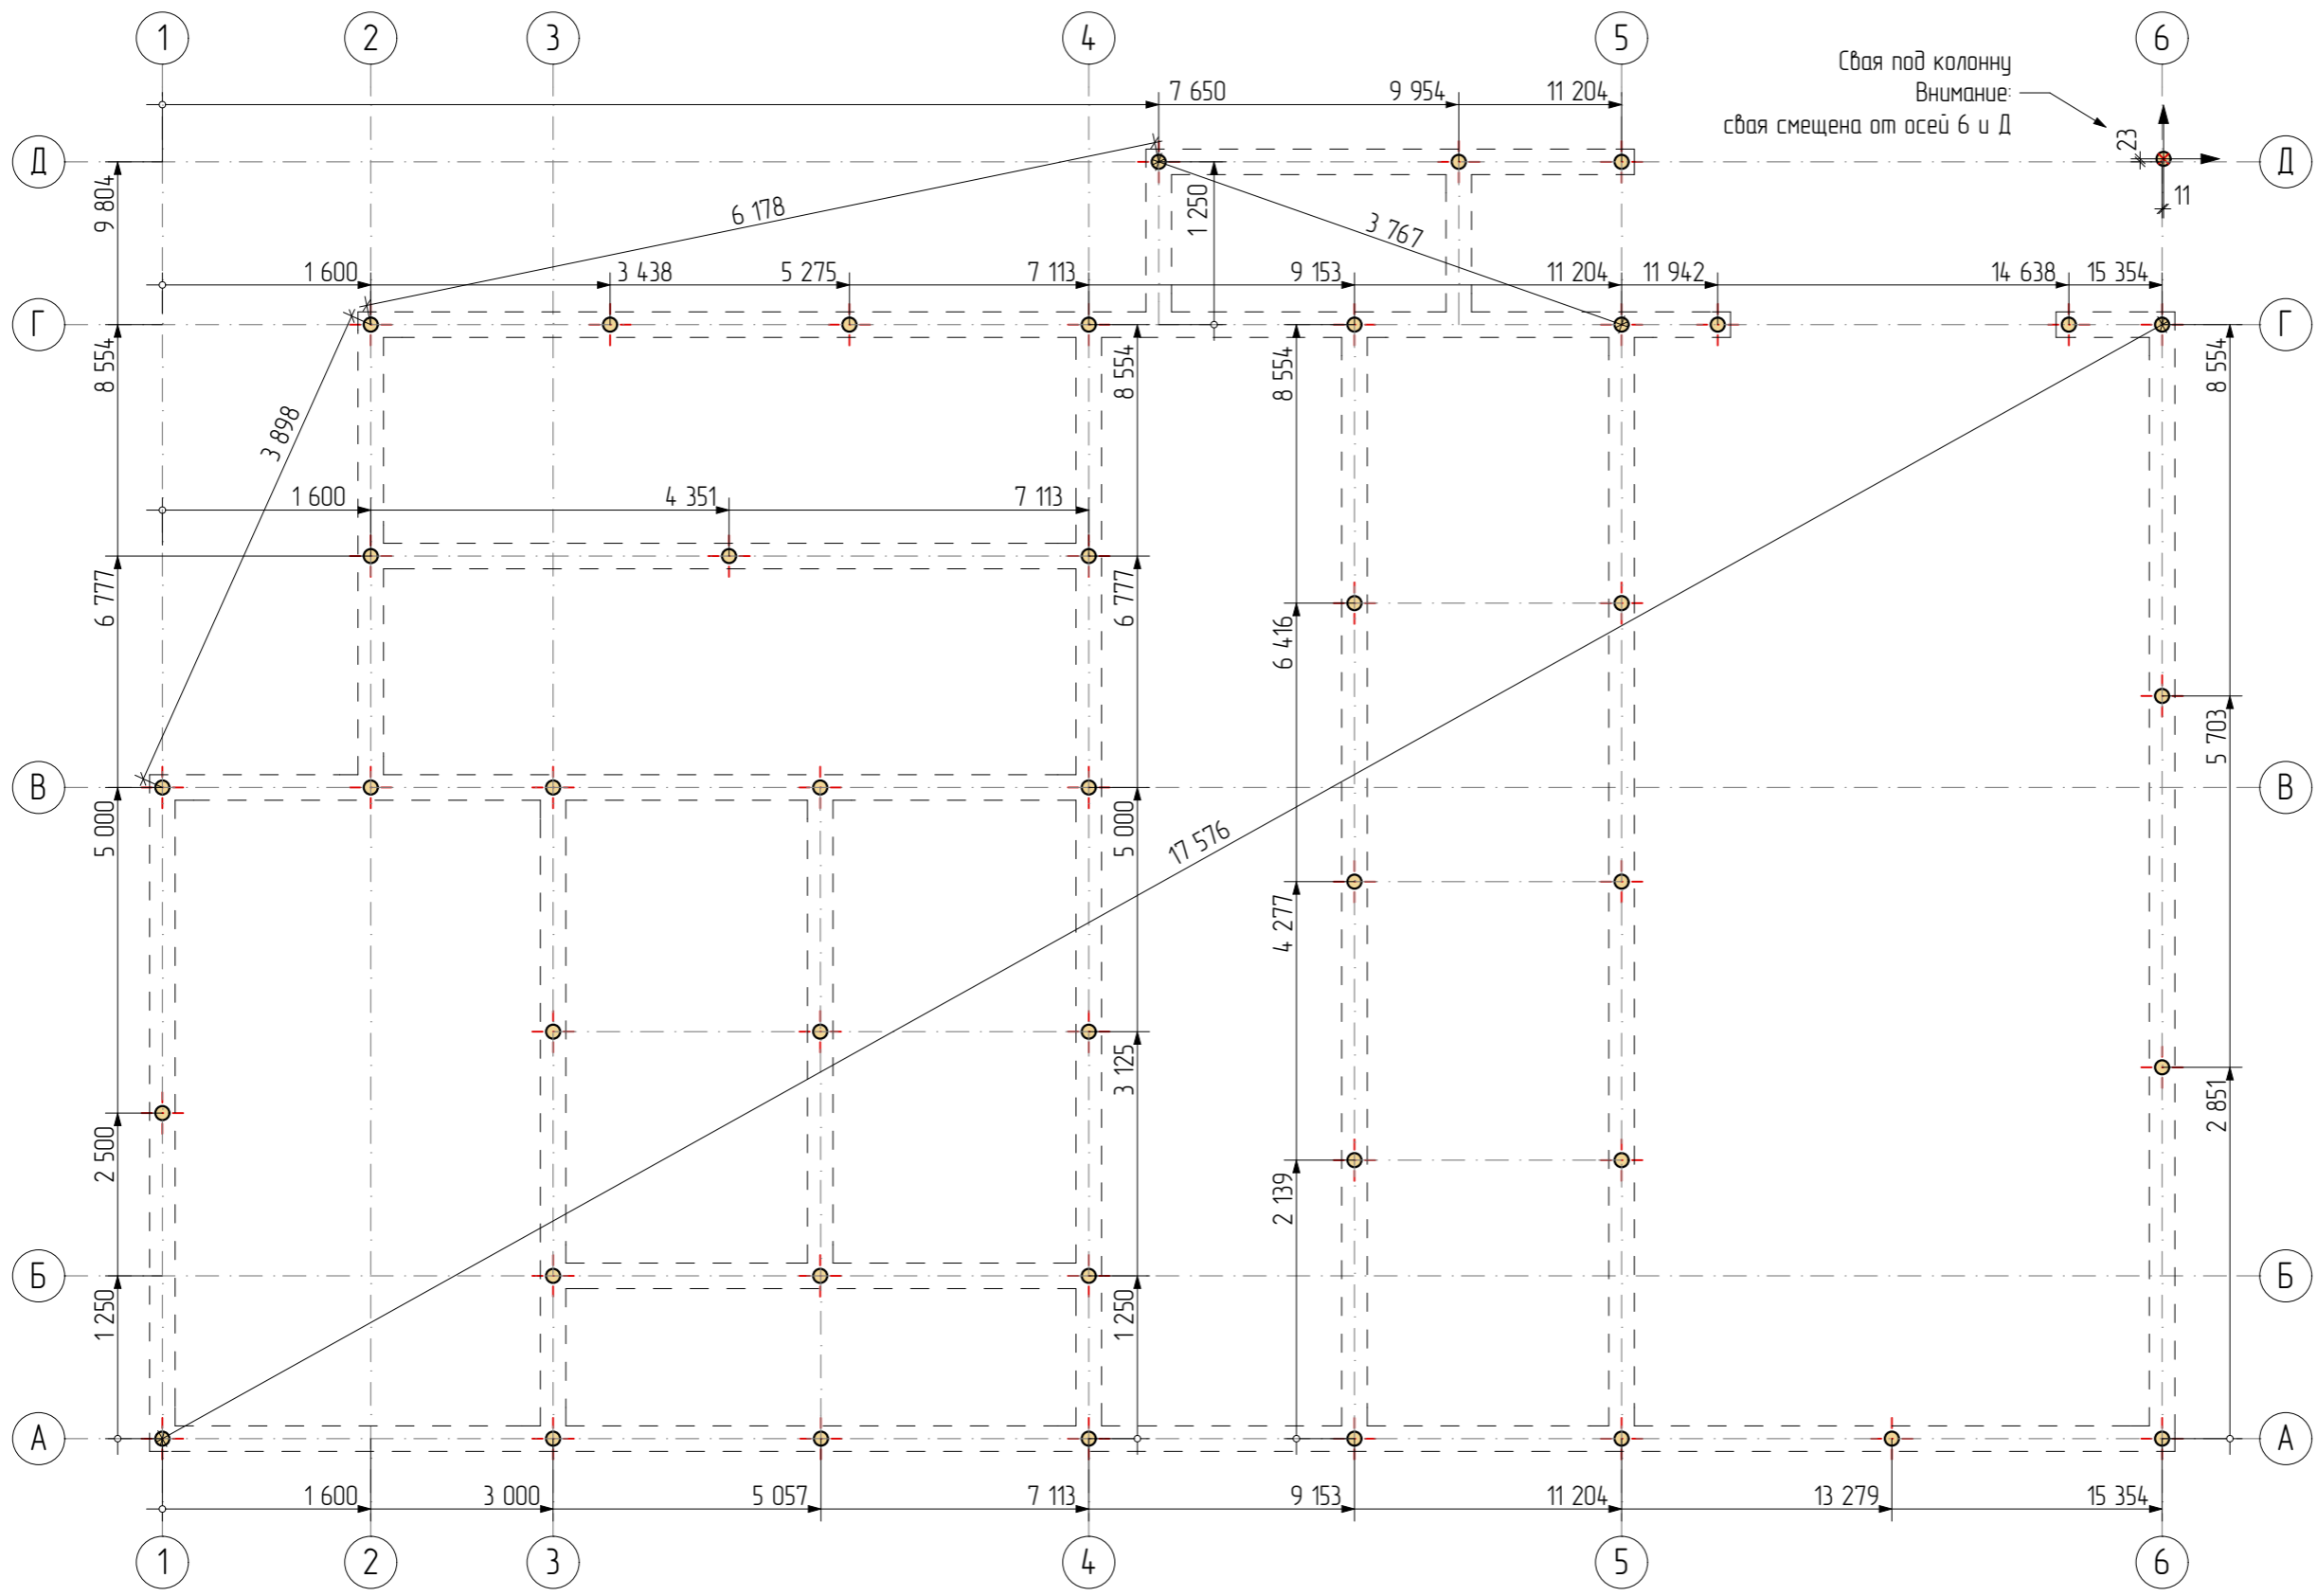 1 2 3 4 5 6
Свая под колонну
Внимание:
свая смещена от осей 6 и Д
7 650 9 954 11 204
23
Д Д
11
9 804
6 178
1 250
3 767
1 600 3 438 5 275 7 113 9 153 11 204 11 942 14 638 15 354
Г Г
8 554 8 554 8 554 8 554
3 898
1 600 4 351 7 113
6 777 6 777 6 416
5 703
В В
5 000 5 000
17 576
4 277
3 125
2 851
2 500
2 139
Б Б
1 250 1 250
А А
1 600 3 000 5 057 7 113 9 153 11 204 13 279 15 354
1 2 3 4 5 6